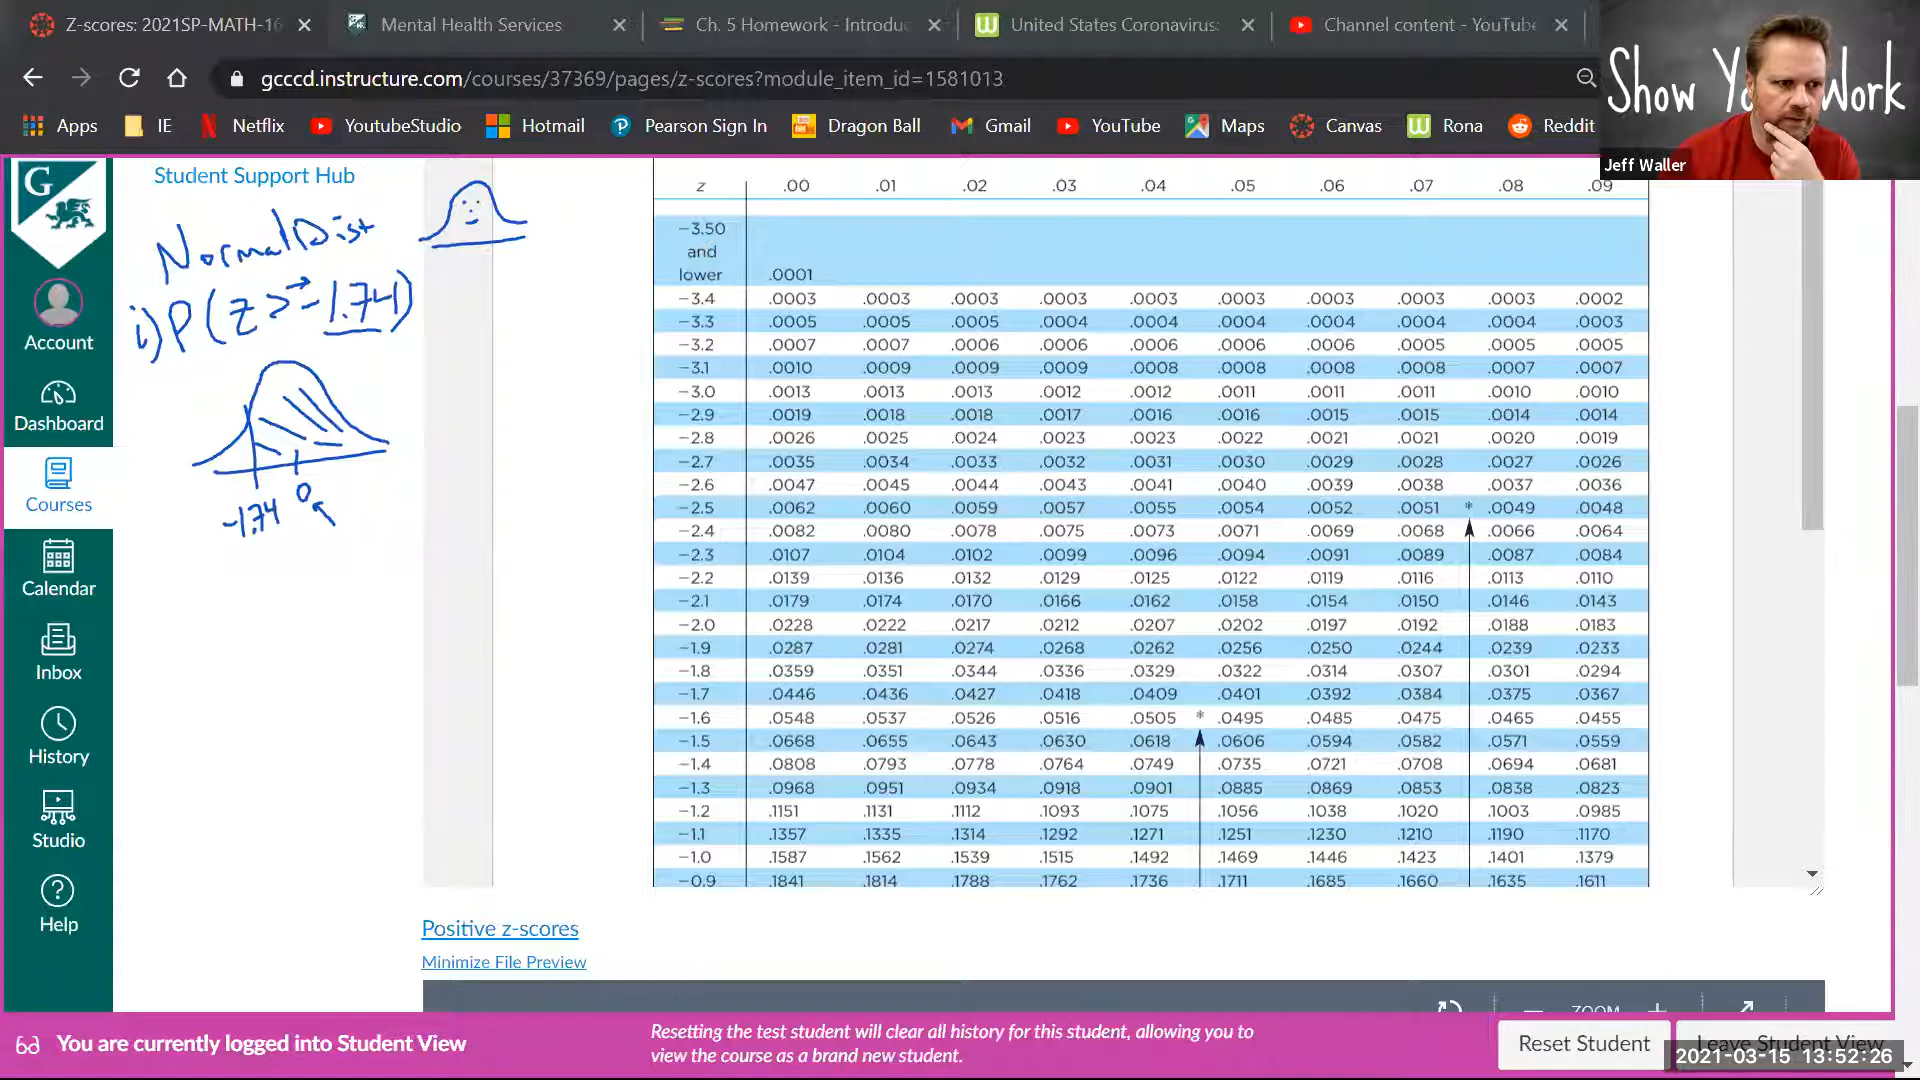 Z-scores: 2021SP-MATH-16
Mental Health Services
Ch. 5 Homework - Introduc
United States Coronavirus:
Channel content - YouTube
gcccd.instructure.com/courses/37369/pages/z-scores?module_item_id=1581013
Apps IE Netflix YoutubeStudio Hotmail Pearson Sign In Dragon Ball Gmail YouTube Maps Canvas Rona Reddit
Show Yo Work
Jeff Waller
G
Account
Dashboard
Courses
Calendar
Inbox
History
Studio
Help
Student Support Hub
Normal Dist
i) P(z > -1.74)
-1.74 0
z .00 .01 .02 .03 .04 .05 .06 .07 .08 .09
−3.50
and
lower .0001
−3.4 .0003 .0003 .0003 .0003 .0003 .0003 .0003 .0003 .0003 .0002
−3.3 .0005 .0005 .0005 .0004 .0004 .0004 .0004 .0004 .0004 .0003
−3.2 .0007 .0007 .0006 .0006 .0006 .0006 .0006 .0005 .0005 .0005
−3.1 .0010 .0009 .0009 .0009 .0008 .0008 .0008 .0008 .0007 .0007
−3.0 .0013 .0013 .0013 .0012 .0012 .0011 .0011 .0011 .0010 .0010
−2.9 .0019 .0018 .0018 .0017 .0016 .0016 .0015 .0015 .0014 .0014
−2.8 .0026 .0025 .0024 .0023 .0023 .0022 .0021 .0021 .0020 .0019
−2.7 .0035 .0034 .0033 .0032 .0031 .0030 .0029 .0028 .0027 .0026
−2.6 .0047 .0045 .0044 .0043 .0041 .0040 .0039 .0038 .0037 .0036
−2.5 .0062 .0060 .0059 .0057 .0055 .0054 .0052 .0051 * .0049 .0048
−2.4 .0082 .0080 .0078 .0075 .0073 .0071 .0069 .0068 .0066 .0064
−2.3 .0107 .0104 .0102 .0099 .0096 .0094 .0091 .0089 .0087 .0084
−2.2 .0139 .0136 .0132 .0129 .0125 .0122 .0119 .0116 .0113 .0110
−2.1 .0179 .0174 .0170 .0166 .0162 .0158 .0154 .0150 .0146 .0143
−2.0 .0228 .0222 .0217 .0212 .0207 .0202 .0197 .0192 .0188 .0183
−1.9 .0287 .0281 .0274 .0268 .0262 .0256 .0250 .0244 .0239 .0233
−1.8 .0359 .0351 .0344 .0336 .0329 .0322 .0314 .0307 .0301 .0294
−1.7 .0446 .0436 .0427 .0418 .0409 .0401 .0392 .0384 .0375 .0367
−1.6 .0548 .0537 .0526 .0516 .0505 * .0495 .0485 .0475 .0465 .0455
−1.5 .0668 .0655 .0643 .0630 .0618 .0606 .0594 .0582 .0571 .0559
−1.4 .0808 .0793 .0778 .0764 .0749 .0735 .0721 .0708 .0694 .0681
−1.3 .0968 .0951 .0934 .0918 .0901 .0885 .0869 .0853 .0838 .0823
−1.2 .1151 .1131 .1112 .1093 .1075 .1056 .1038 .1020 .1003 .0985
−1.1 .1357 .1335 .1314 .1292 .1271 .1251 .1230 .1210 .1190 .1170
−1.0 .1587 .1562 .1539 .1515 .1492 .1469 .1446 .1423 .1401 .1379
−0.9 .1841 .1814 .1788 .1762 .1736 .1711 .1685 .1660 .1635 .1611
Positive z-scores
Minimize File Preview
ZOOM
You are currently logged into Student View
Resetting the test student will clear all history for this student, allowing you to
view the course as a brand new student.
Reset Student
Leave Student View
2021-03-15 13:52:26